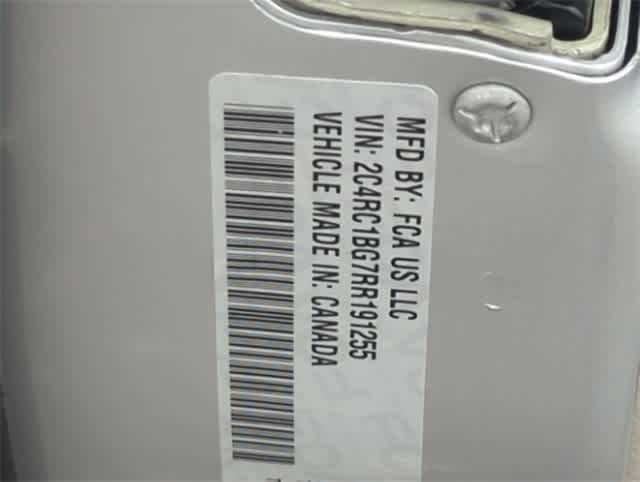 MFD BY: FCA US LLC
VIN: 2C4RC1BG7RR191255
VEHICLE MADE IN: CANADA